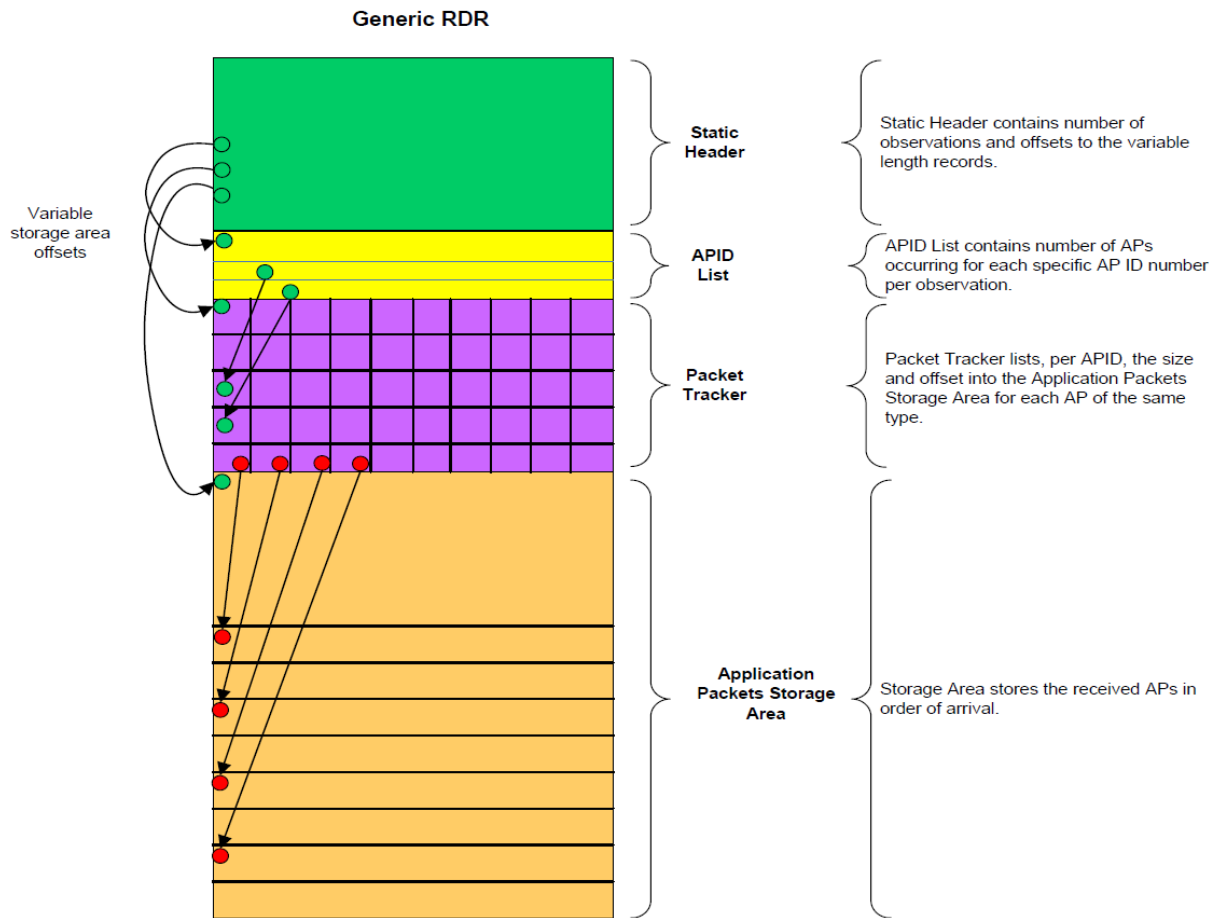 Generic RDR
Static
Header
Static Header contains number of
observations and offsets to the variable
length records.
Variable
storage area
offsets
APID
List
APID List contains number of APs
occurring for each specific AP ID number
per observation.
Packet
Tracker
Packet Tracker lists, per APID, the size
and offset into the Application Packets
Storage Area for each AP of the same
type.
Application
Packets Storage
Area
Storage Area stores the received APs in
order of arrival.